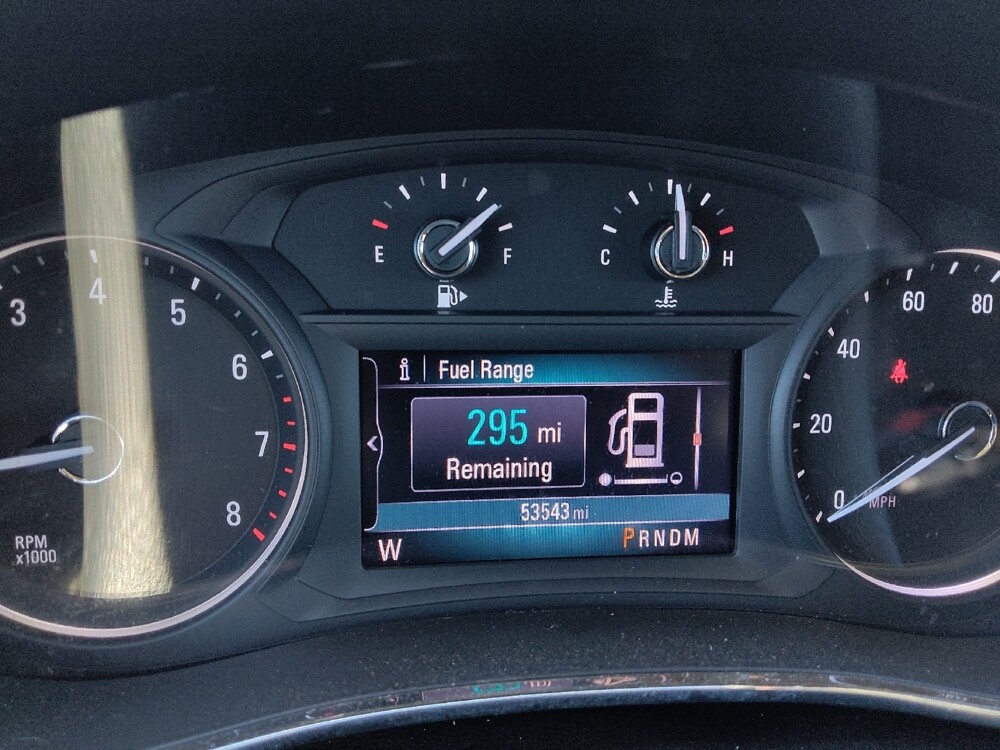 E F
C H
3 4 5 6 7 8
RPM
x1000
i Fuel Range
295 mi
Remaining
53543 mi
W PRNDM
0 20 40 60 80
MPH